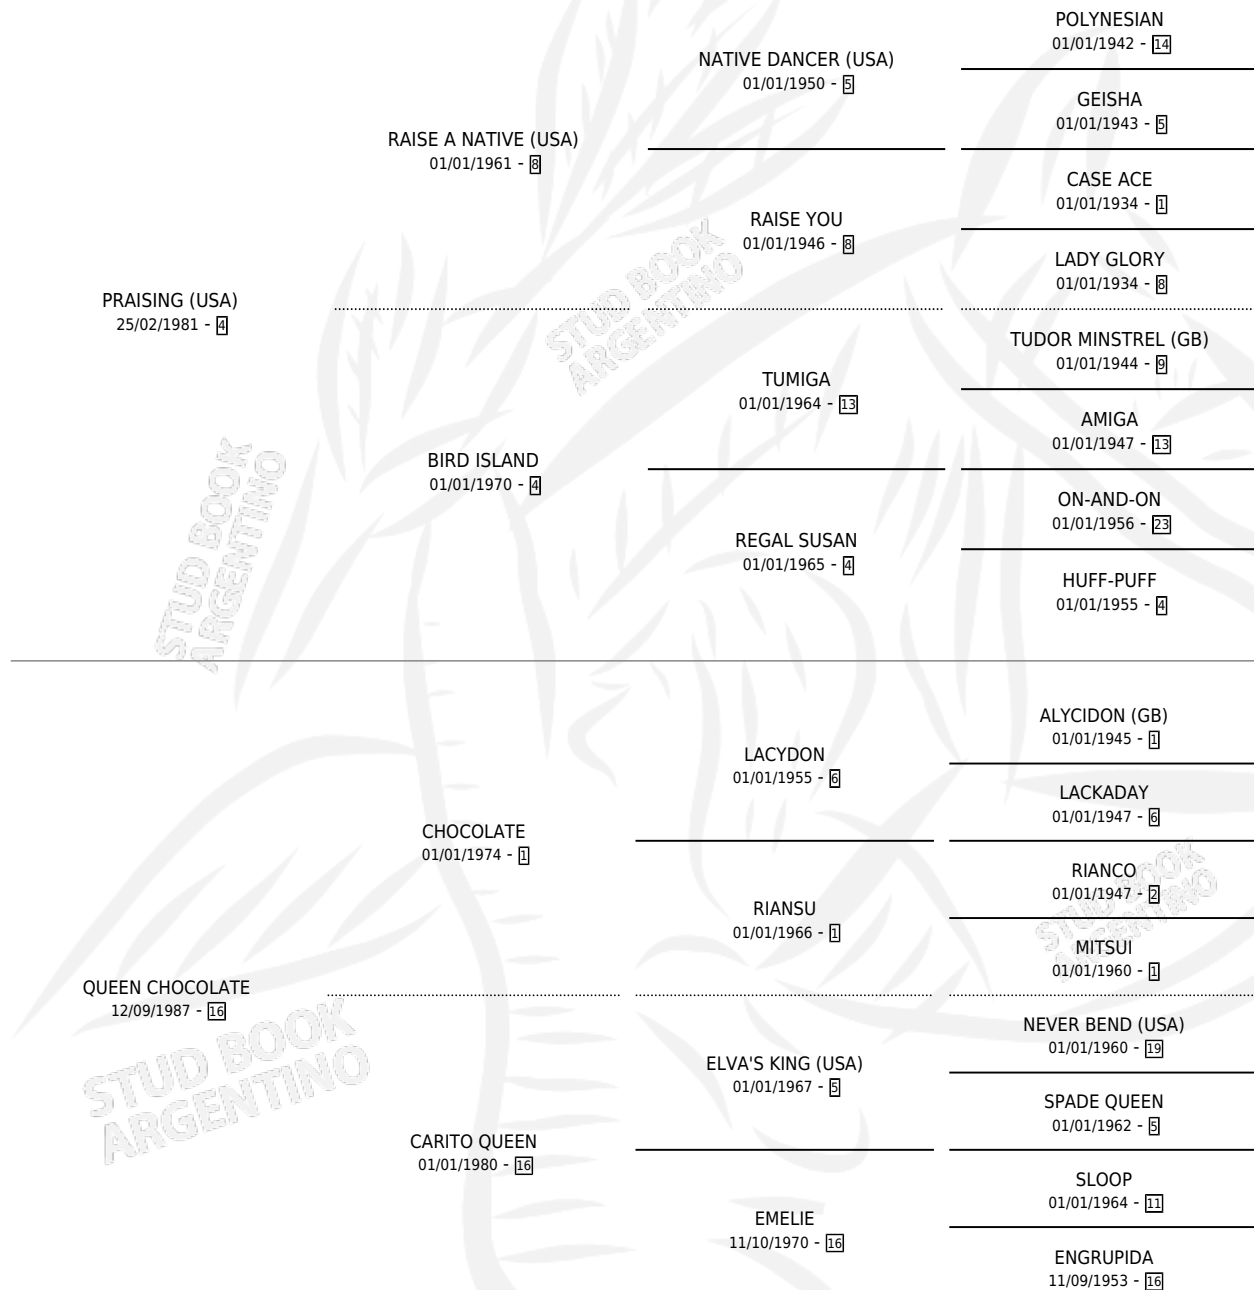 POLYNESIAN
01/01/1942 - 14
NATIVE DANCER (USA)
01/01/1950 - 5
GEISHA
01/01/1943 - 5
RAISE A NATIVE (USA)
01/01/1961 - 8
CASE ACE
01/01/1934 - 1
RAISE YOU
01/01/1946 - 8
LADY GLORY
01/01/1934 - 8
PRAISING (USA)
25/02/1981 - 4
STUD BOOK
ARGENTINO
TUDOR MINSTREL (GB)
01/01/1944 - 9
TUMIGA
01/01/1964 - 13
AMIGA
01/01/1947 - 13
BIRD ISLAND
01/01/1970 - 4
ON-AND-ON
01/01/1956 - 23
REGAL SUSAN
01/01/1965 - 4
HUFF-PUFF
01/01/1955 - 4
STUD BOOK
ARGENTINO
ALYCIDON (GB)
01/01/1945 - 1
LACYDON
01/01/1955 - 6
LACKADAY
01/01/1947 - 6
CHOCOLATE
01/01/1974 - 1
RIANCO
01/01/1947 - 2
RIANSU
01/01/1966 - 1
MITSUI
01/01/1960 - 1
STUD BOOK
ARGENTINO
QUEEN CHOCOLATE
12/09/1987 - 16
NEVER BEND (USA)
01/01/1960 - 19
ELVA'S KING (USA)
01/01/1967 - 5
SPADE QUEEN
01/01/1962 - 5
STUD BOOK
ARGENTINO
CARITO QUEEN
01/01/1980 - 16
SLOOP
01/01/1964 - 11
EMELIE
11/10/1970 - 16
ENGRUPIDA
11/09/1953 - 16